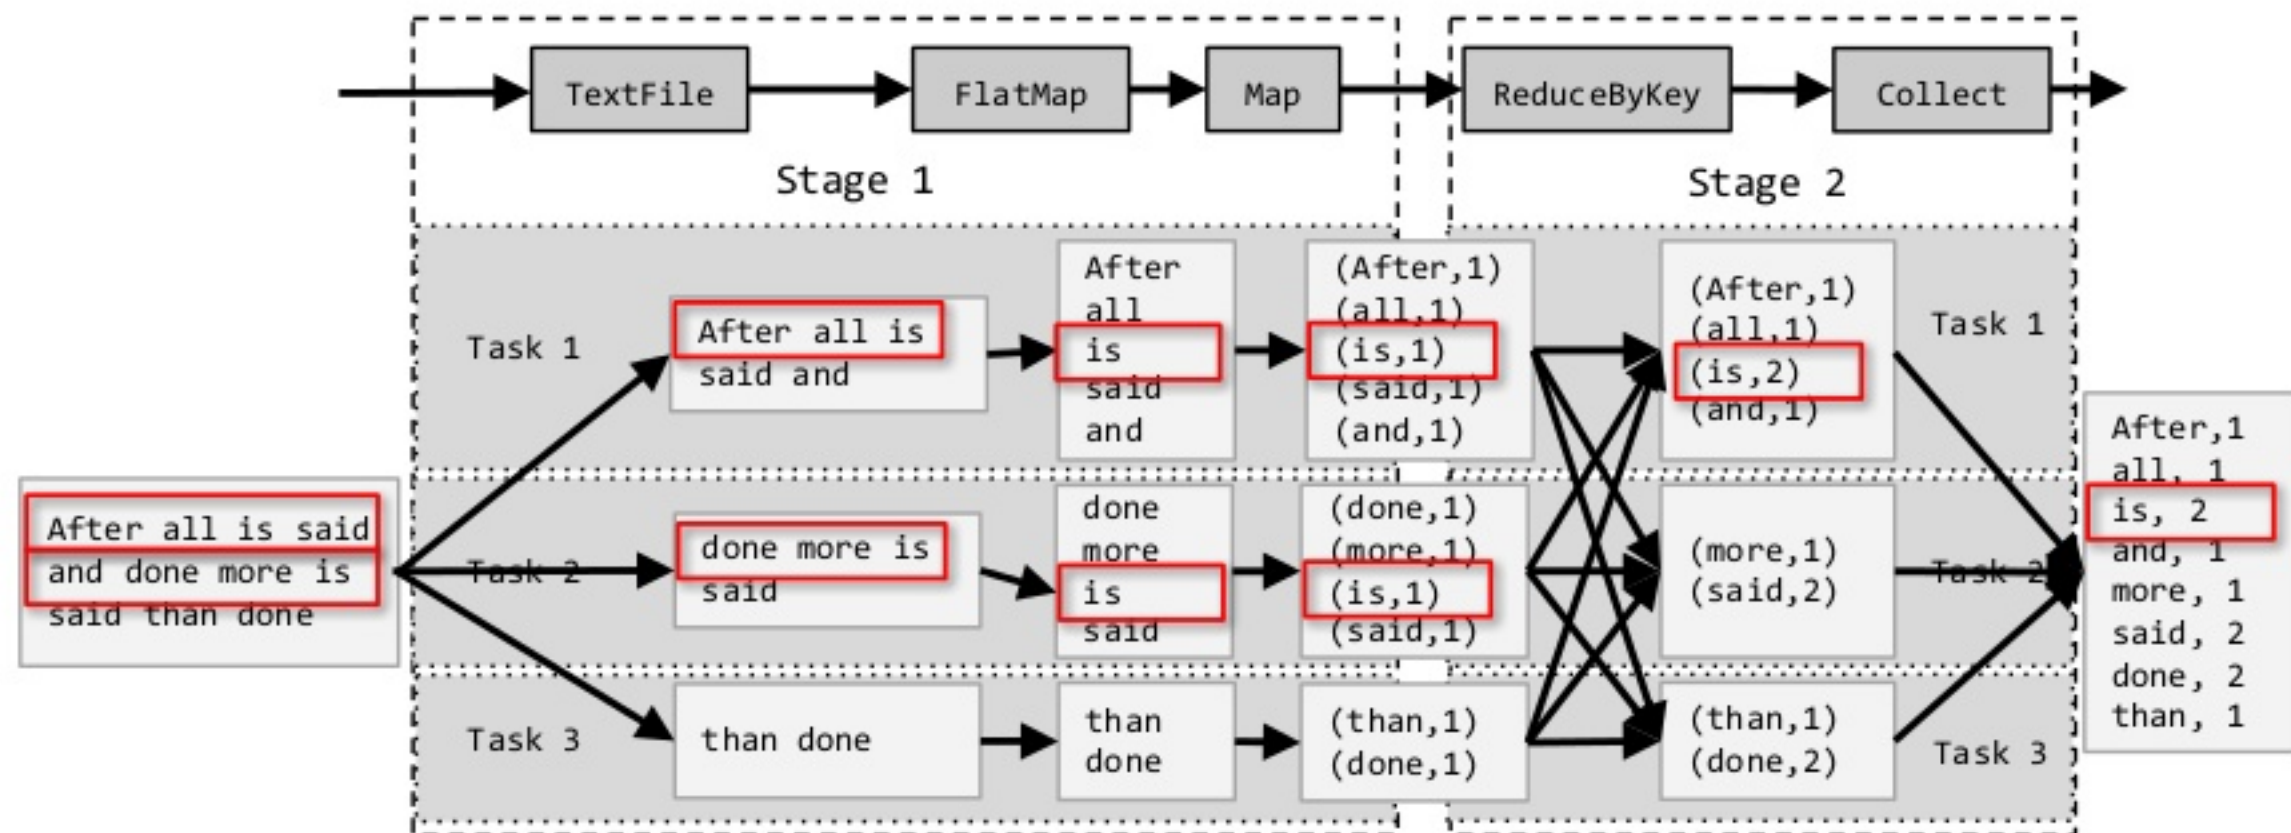 TextFile
FlatMap
Map
ReduceByKey
Collect
Stage 1
Stage 2
After all is said
and done more is
said than done
Task 1
After all is
said and
After
all
is
said
and
(After,1)
(all,1)
(is,1)
(said,1)
(and,1)
(After,1)
(all,1)
(is,2)
(and,1)
Task 1
Task 2
done more is
said
done
more
is
said
(done,1)
(more,1)
(is,1)
(said,1)
(more,1)
(said,2)
Task 2
Task 3
than done
than
done
(than,1)
(done,1)
(than,1)
(done,2)
Task 3
After,1
all, 1
is, 2
and, 1
more, 1
said, 2
done, 2
than, 1